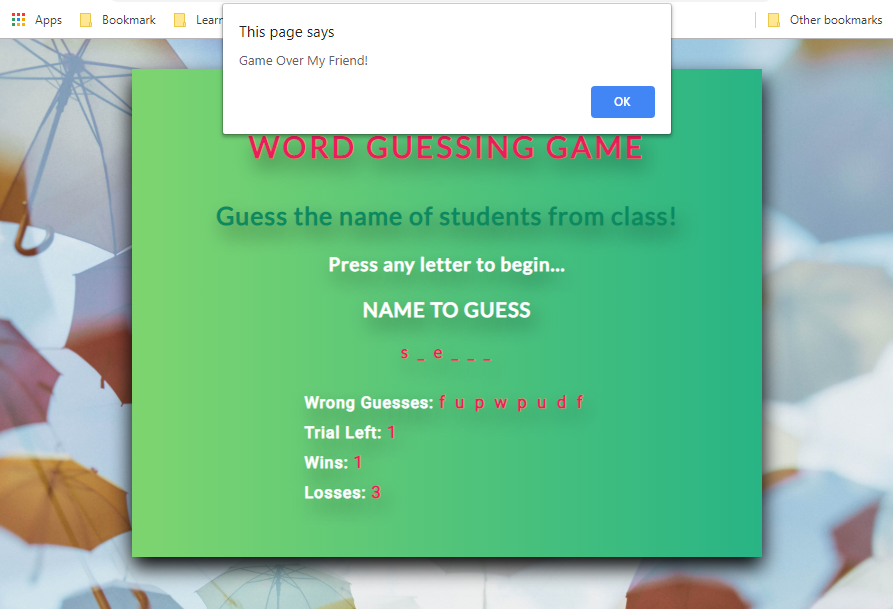 Apps Bookmark Learn Other bookmarks
This page says
Game Over My Friend!
OK
WORD GUESSING GAME
Guess the name of students from class!
Press any letter to begin...
NAME TO GUESS
s _ e _ _ _
Wrong Guesses: f u p w p u d f
Trial Left: 1
Wins: 1
Losses: 3